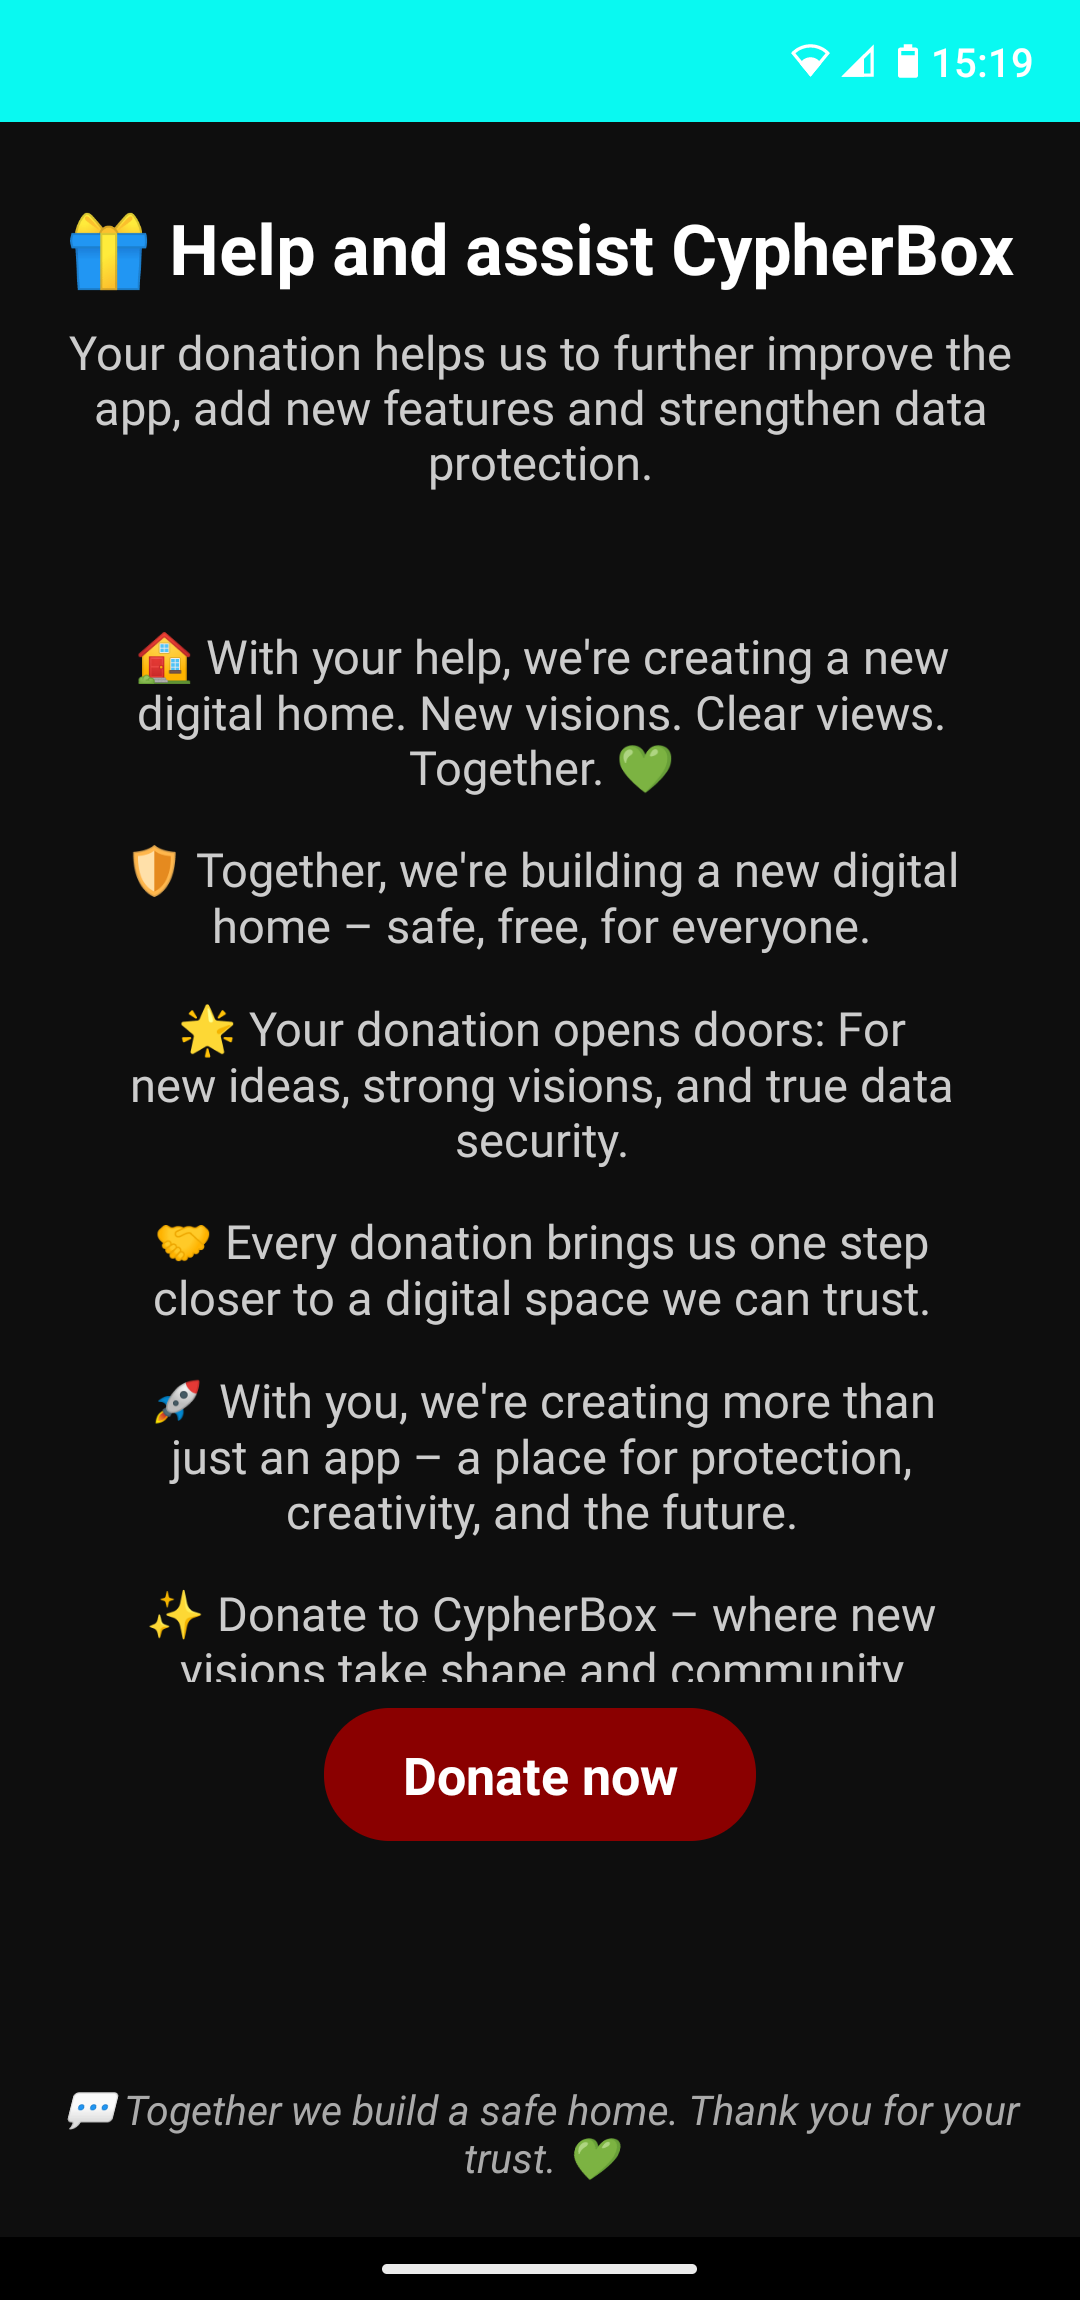 15:19
🎁 Help and assist CypherBox
Your donation helps us to further improve the
app, add new features and strengthen data
protection.
🏡 With your help, we're creating a new
digital home. New visions. Clear views.
Together. 💚
🛡️ Together, we're building a new digital
home – safe, free, for everyone.
🌟 Your donation opens doors: For
new ideas, strong visions, and true data
security.
🤝 Every donation brings us one step
closer to a digital space we can trust.
🚀 With you, we're creating more than
just an app – a place for protection,
creativity, and the future.
✨ Donate to CypherBox – where new
visions take shape and community
Donate now
💬 Together we build a safe home. Thank you for your
trust. 💚